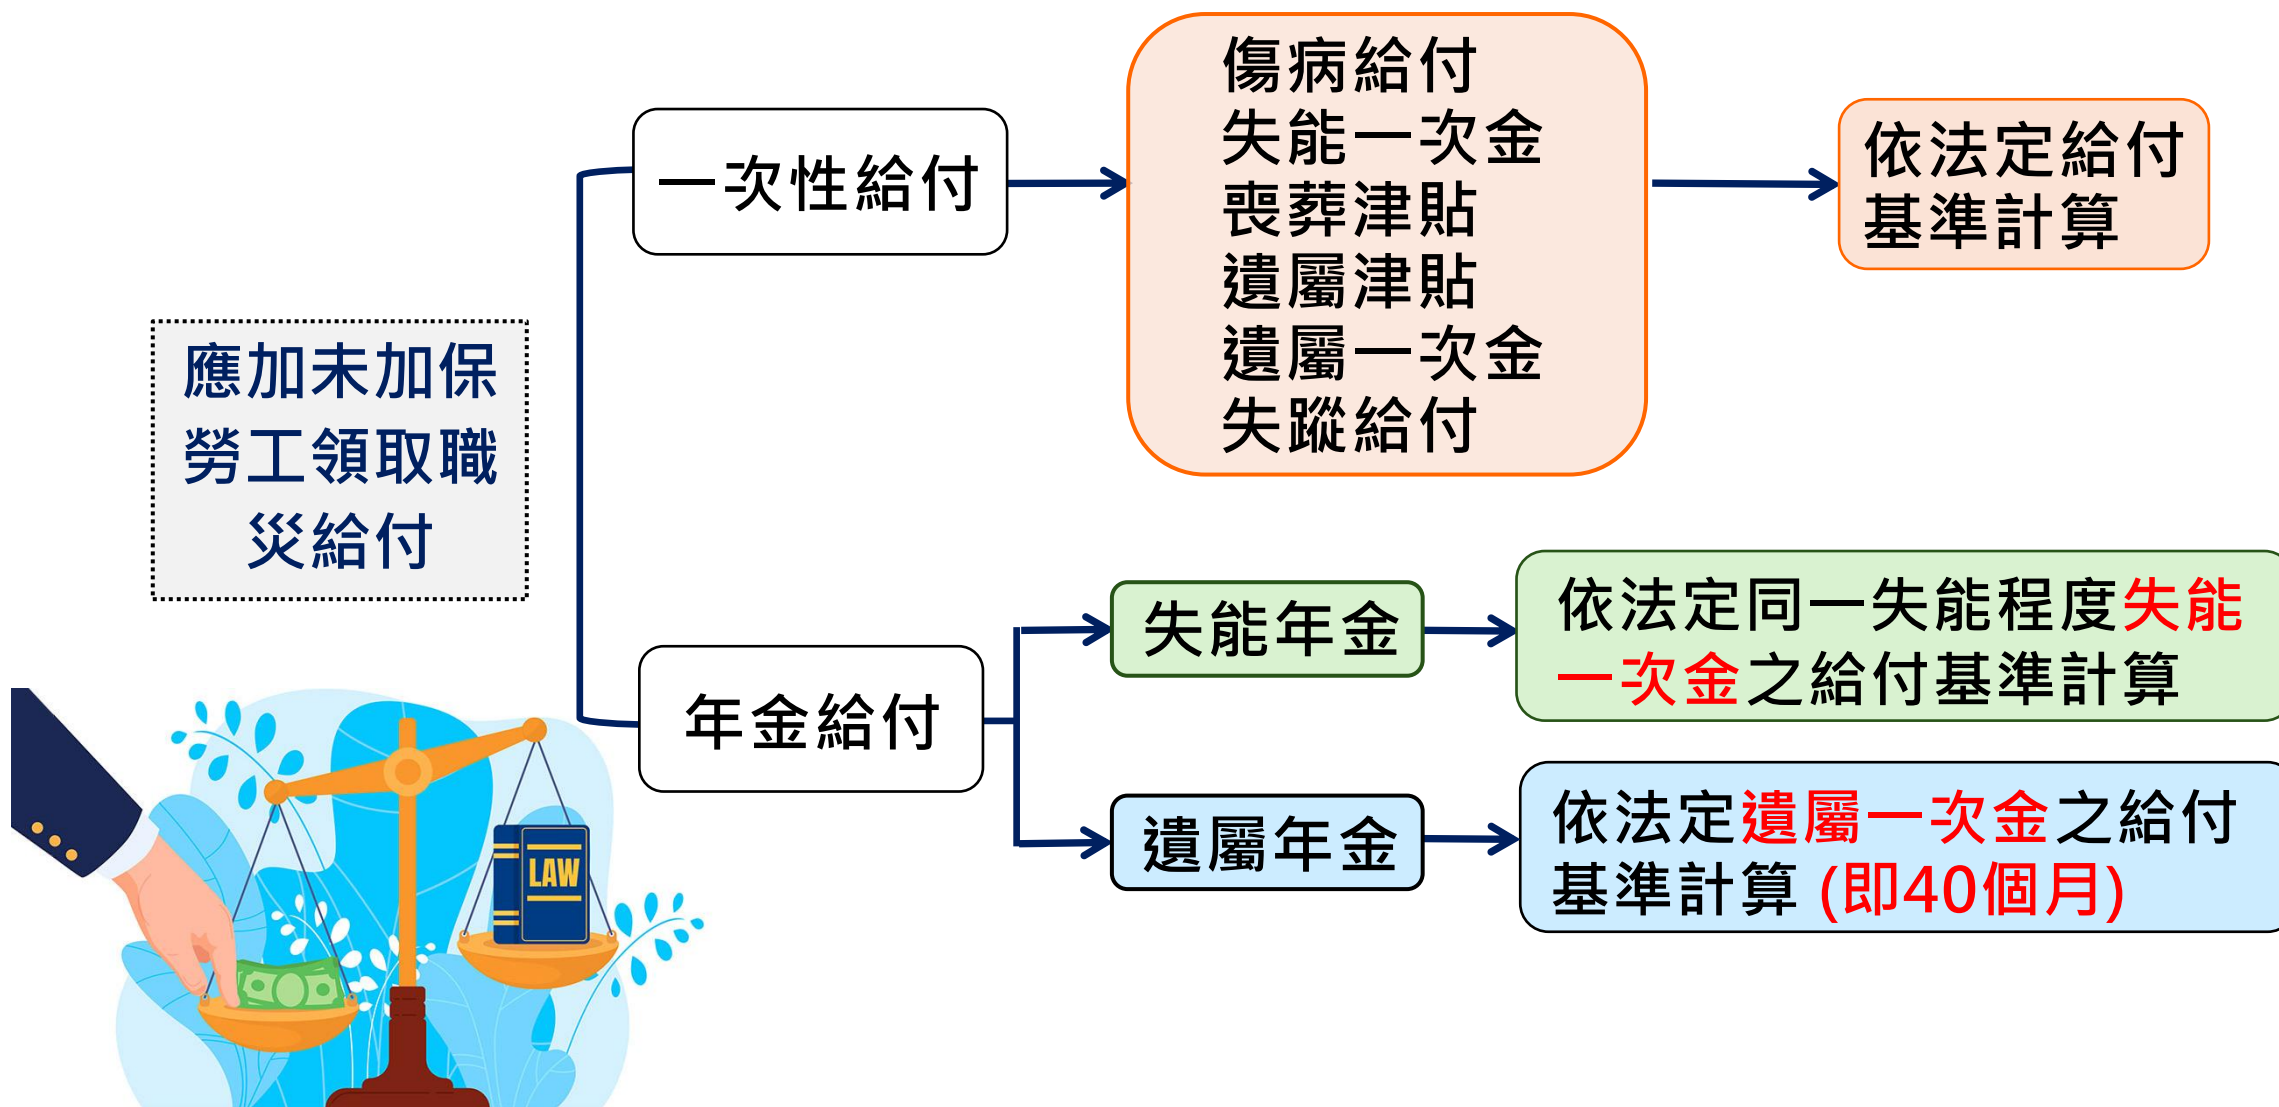 應加未加保
勞工領取職
災給付
一次性給付
傷病給付
失能一次金
喪葬津貼
遺屬津貼
遺屬一次金
失蹤給付
依法定給付
基準計算
年金給付
失能年金
依法定同一失能程度失能
一次金之給付基準計算
遺屬年金
依法定遺屬一次金之給付
基準計算 (即40個月)
LAW